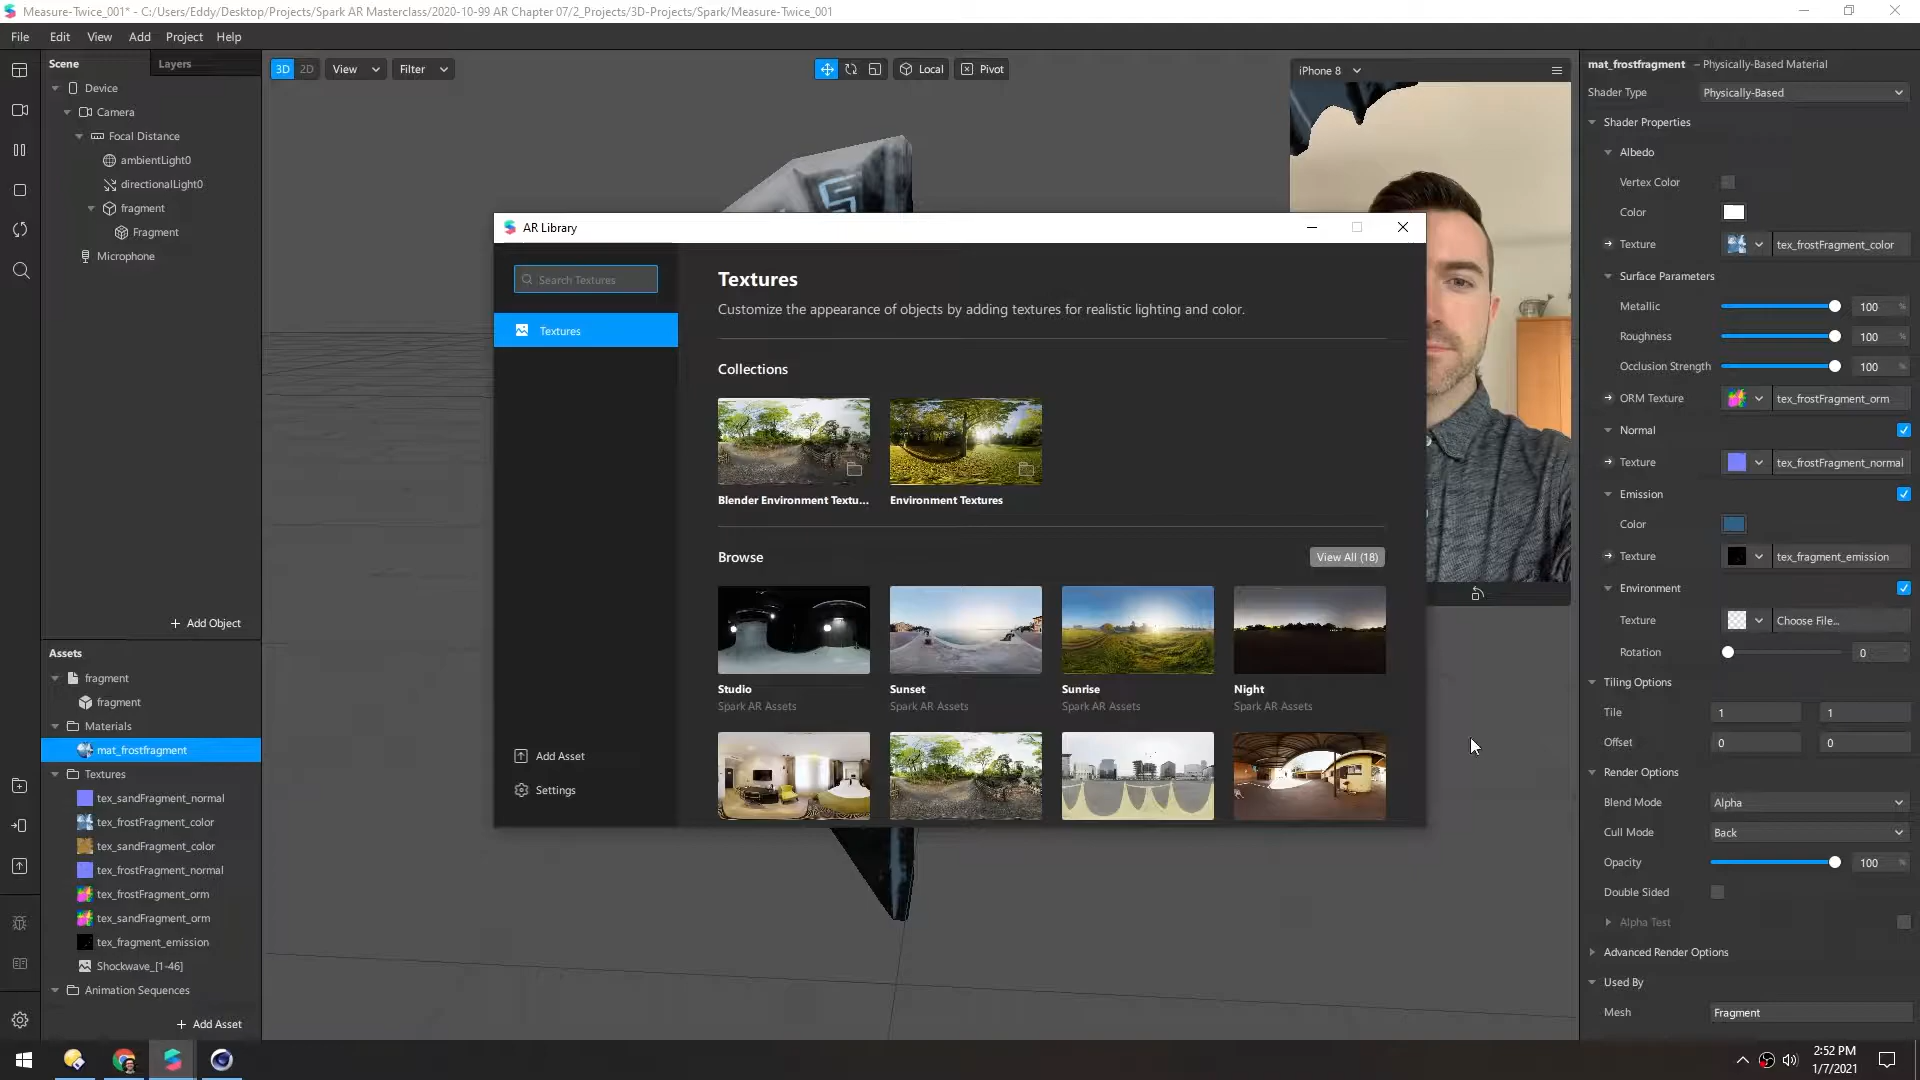 Measure-Twice_001* - C:/Users/Eddy/Desktop/Projects/Spark AR Masterclass/2020-10-99 AR Chapter 07/2_Projects/3D-Projects/Spark/Measure-Twice_001
File Edit View Add Project Help
Scene Layers
Device
Camera
Focal Distance
ambientLight0
directionalLight0
fragment
Fragment
Microphone
+ Add Object
Assets
fragment
fragment
Materials
mat_frostfragment
Textures
tex_sandFragment_normal
tex_frostFragment_color
tex_sandFragment_color
tex_frostFragment_normal
tex_frostFragment_orm
tex_sandFragment_orm
tex_fragment_emission
Shockwave_[1-46]
Animation Sequences
+ Add Asset
3D 2D View Filter
Local Pivot
iPhone 8
AR Library
Search Textures
Textures
Add Asset
Settings
Textures
Customize the appearance of objects by adding textures for realistic lighting and color.
Collections
Blender Environment Textu... Environment Textures
Browse View All (18)
Studio Sunset Sunrise Night
Spark AR Assets Spark AR Assets Spark AR Assets Spark AR Assets
mat_frostfragment – Physically-Based Material
Shader Type Physically-Based
Shader Properties
Albedo
Vertex Color
Color
Texture tex_frostFragment_color
Surface Parameters
Metallic 100 %
Roughness 100 %
Occlusion Strength 100 %
ORM Texture tex_frostFragment_orm
Normal
Texture tex_frostFragment_normal
Emission
Color
Texture tex_fragment_emission
Environment
Texture Choose File...
Rotation 0
Tiling Options
Tile 1 1
Offset 0 0
Render Options
Blend Mode Alpha
Cull Mode Back
Opacity 100 %
Double Sided
Alpha Test
Advanced Render Options
Used By
Mesh Fragment
2:52 PM
1/7/2021